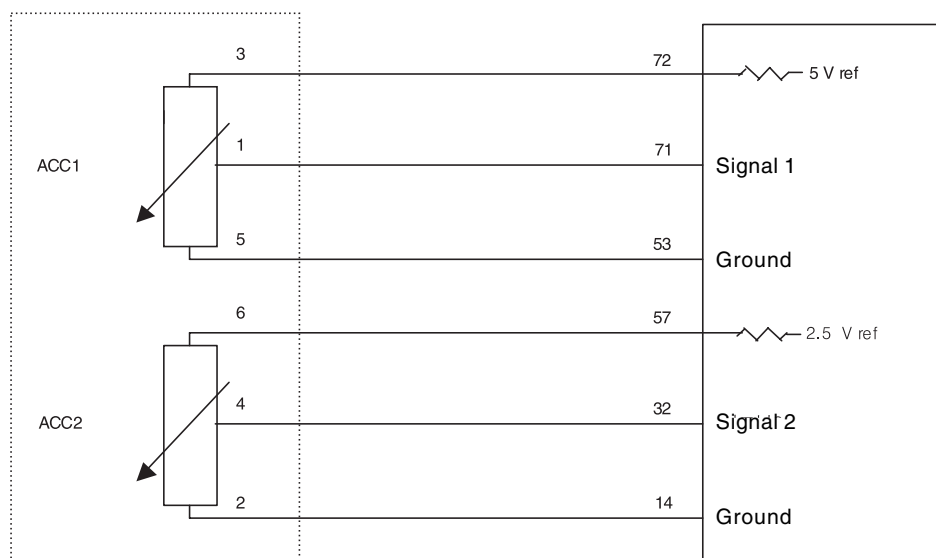 3 72 5 V ref
ACC1 1 71 Signal 1
5 53 Ground
6 57 2.5 V ref
ACC2 4 32 Signal 2
2 14 Ground